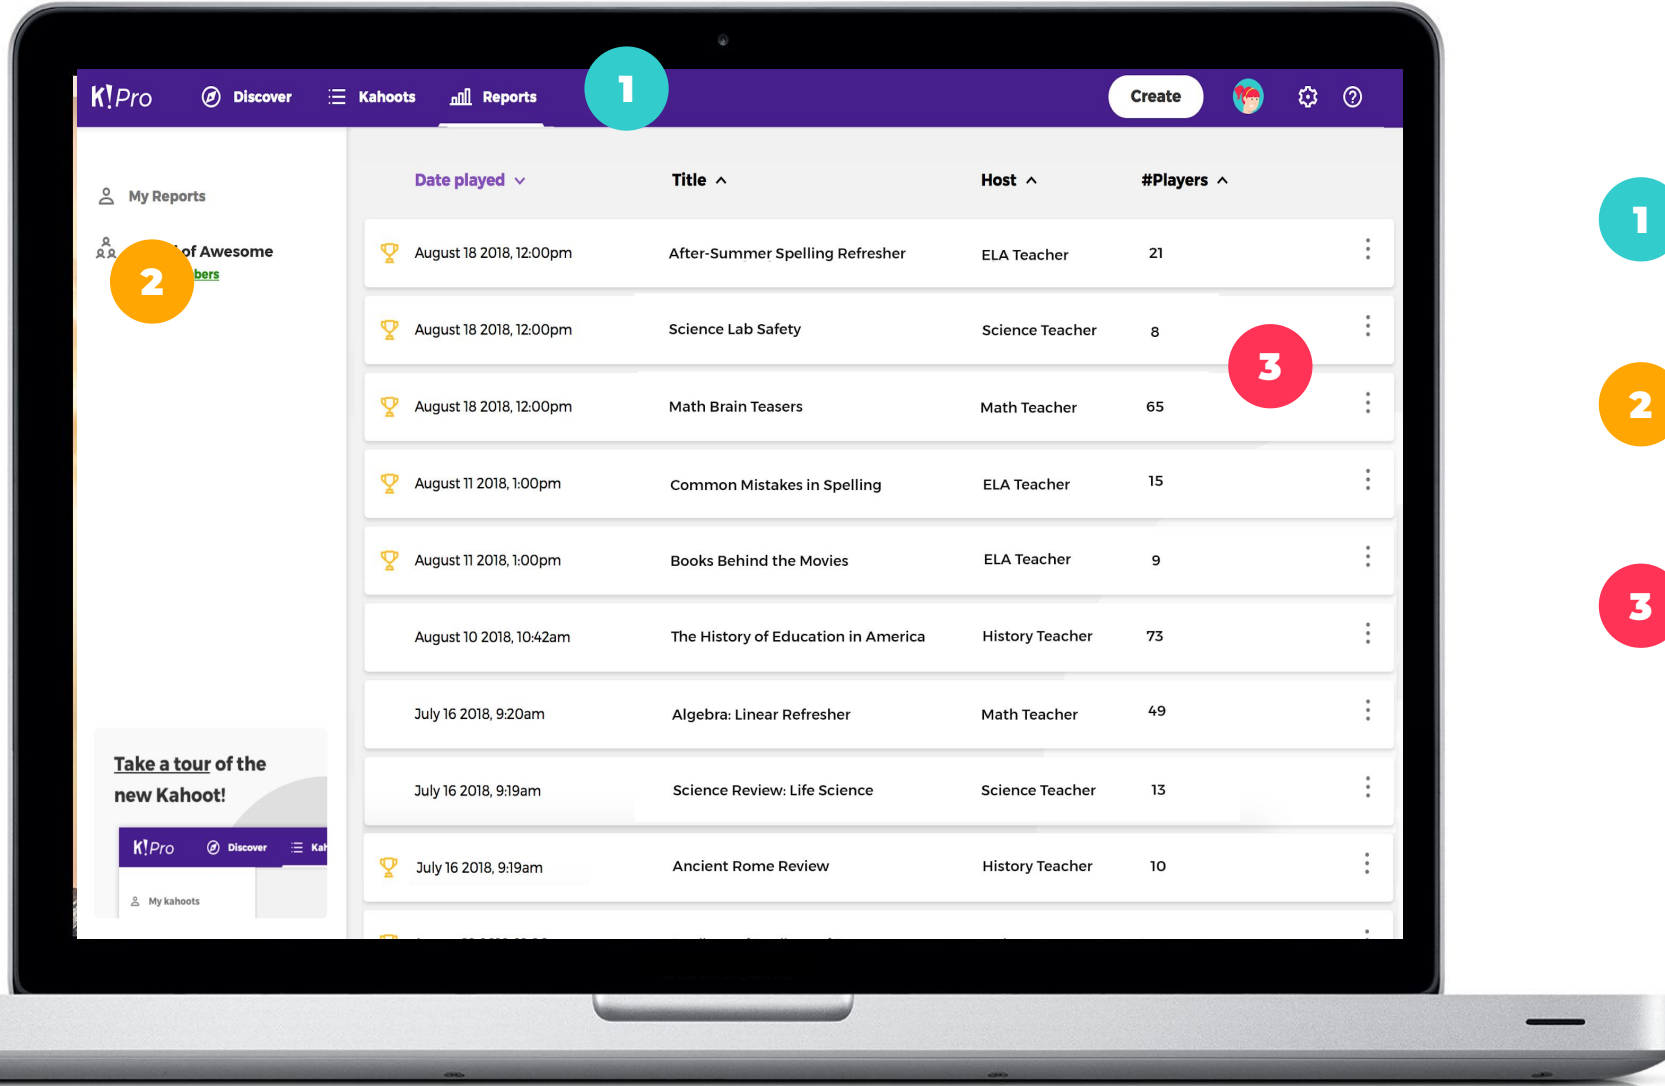 K!Pro Discover Kahoots Reports 1 Create
Date played Title Host #Players
My Reports
of Awesome
2
August 18 2018, 12:00pm After-Summer Spelling Refresher ELA Teacher 21
August 18 2018, 12:00pm Science Lab Safety Science Teacher 8
3
August 18 2018, 12:00pm Math Brain Teasers Math Teacher 65
August 11 2018, 1:00pm Common Mistakes in Spelling ELA Teacher 15
August 11 2018, 1:00pm Books Behind the Movies ELA Teacher 9
August 10 2018, 10:42am The History of Education in America History Teacher 73
July 16 2018, 9:20am Algebra: Linear Refresher Math Teacher 49
July 16 2018, 9:19am Science Review: Life Science Science Teacher 13
July 16 2018, 9:19am Ancient Rome Review History Teacher 10
Take a tour of the
new Kahoot!
K!Pro Discover
My kahoots
1
2
3